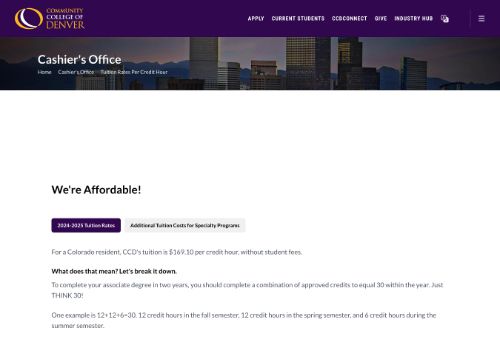 COMMUNITY
COLLEGE OF
DENVER
APPLY CURRENT STUDENTS CCDCONNECT GIVE INDUSTRY HUB
Cashier's Office
Home Cashier's Office Tuition Rates Per Credit Hour
We're Affordable!
2024-2025 Tuition Rates Additional Tuition Costs for Specialty Programs
For a Colorado resident, CCD's tuition is $169.10 per credit hour, without student fees.
What does that mean? Let's break it down.
To complete your associate degree in two years, you should complete a combination of approved credits to equal 30 within the year. Just
THINK 30!
One example is 12+12+6=30. 12 credit hours in the fall semester, 12 credit hours in the spring semester, and 6 credit hours during the
summer semester.